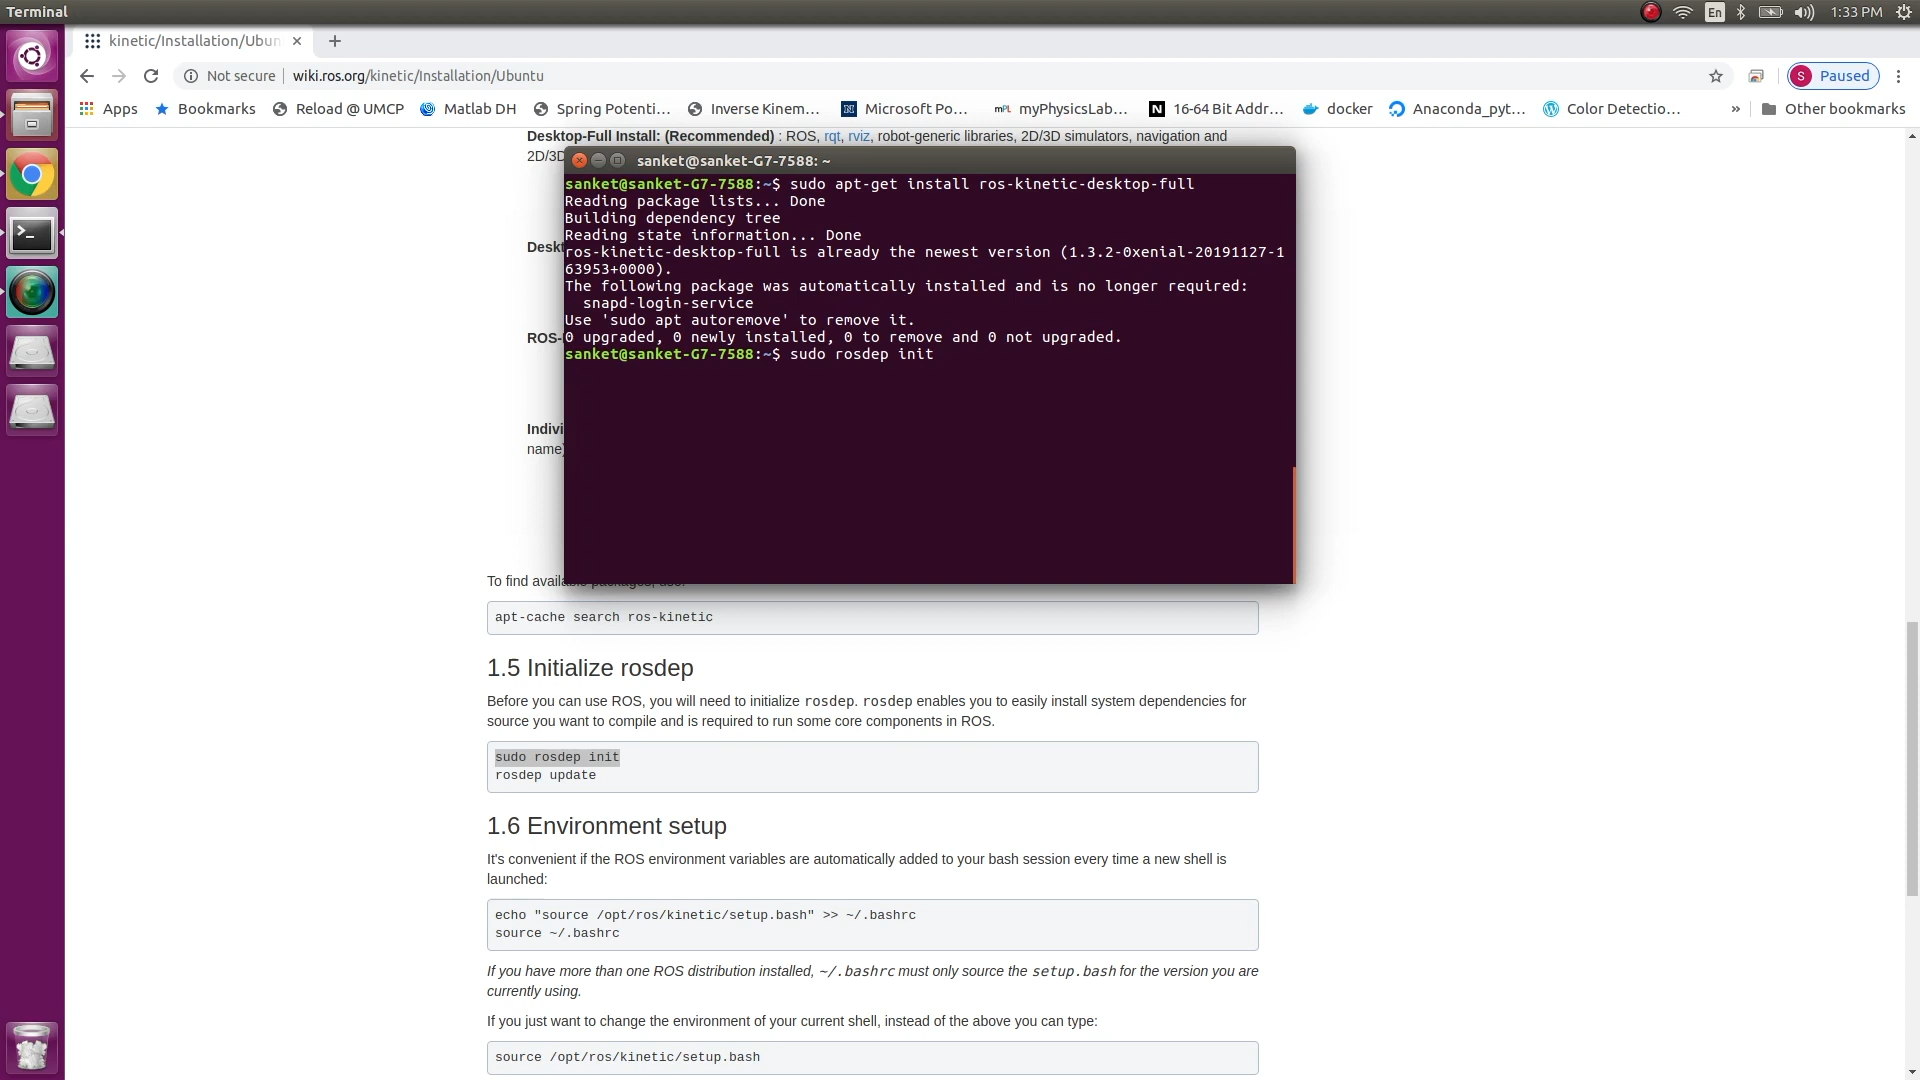 Terminal
En
1:33 PM
kinetic/Installation/Ubun
Not secure
wiki.ros.org/kinetic/Installation/Ubuntu
S Paused
Apps
Bookmarks
Reload @ UMCP
Matlab DH
Spring Potenti...
Inverse Kinem...
Microsoft Po...
mPL myPhysicsLab...
N 16-64 Bit Addr...
docker
Anaconda_pyt...
Color Detectio...
»
Other bookmarks
Desktop-Full Install: (Recommended) : ROS, rqt, rviz, robot-generic libraries, 2D/3D simulators, navigation and
2D/3D
sanket@sanket-G7-7588: ~
sanket@sanket-G7-7588:~$ sudo apt-get install ros-kinetic-desktop-full
Reading package lists... Done
Building dependency tree
Reading state information... Done
ros-kinetic-desktop-full is already the newest version (1.3.2-0xenial-20191127-1
63953+0000).
The following package was automatically installed and is no longer required:
snapd-login-service
Use 'sudo apt autoremove' to remove it.
0 upgraded, 0 newly installed, 0 to remove and 0 not upgraded.
sanket@sanket-G7-7588:~$ sudo rosdep init
Deskt
ROS-
Indivi
name)
To find available packages, use:
apt-cache search ros-kinetic
1.5 Initialize rosdep
Before you can use ROS, you will need to initialize rosdep. rosdep enables you to easily install system dependencies for
source you want to compile and is required to run some core components in ROS.
sudo rosdep init
rosdep update
1.6 Environment setup
It's convenient if the ROS environment variables are automatically added to your bash session every time a new shell is
launched:
echo "source /opt/ros/kinetic/setup.bash" >> ~/.bashrc
source ~/.bashrc
If you have more than one ROS distribution installed, ~/.bashrc must only source the setup.bash for the version you are
currently using.
If you just want to change the environment of your current shell, instead of the above you can type:
source /opt/ros/kinetic/setup.bash